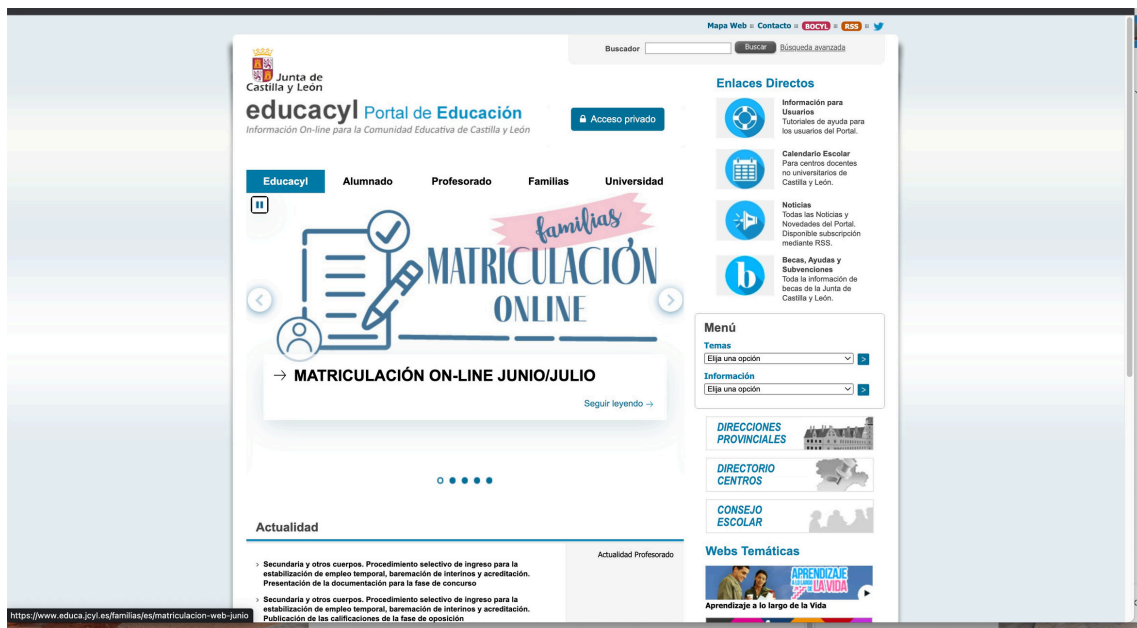 Mapa Web Contacto BOCYL RSS
Buscador Buscar Búsqueda avanzada
Junta de
Castilla y León
educacyl Portal de Educación
Información On-line para la Comunidad Educativa de Castilla y León
Acceso privado
Educacyl Alumnado Profesorado Familias Universidad
familias
MATRICULACIÓN
ONLINE
→ MATRICULACIÓN ON-LINE JUNIO/JULIO
Seguir leyendo →
Actualidad
Actualidad Profesorado
› Secundaria y otros cuerpos. Procedimiento selectivo de ingreso para la
estabilización de empleo temporal, baremación de interinos y acreditación.
Presentación de la documentación para la fase de concurso
› Secundaria y otros cuerpos. Procedimiento selectivo de ingreso para la
estabilización de empleo temporal, baremación de interinos y acreditación.
Publicación de las calificaciones de la fase de oposición
Enlaces Directos
Información para
Usuarios
Tutoriales de ayuda para
los usuarios del Portal.
Calendario Escolar
Para centros docentes
no universitarios de
Castilla y León.
Noticias
Todas las Noticias y
Novedades del Portal.
Disponible subscripción
mediante RSS.
b
Becas, Ayudas y
Subvenciones
Toda la información de
becas de la Junta de
Castilla y León.
Menú
Temas
Elija una opción >
Información
Elija una opción >
DIRECCIONES
PROVINCIALES
DIRECTORIO
CENTROS
CONSEJO
ESCOLAR
Webs Temáticas
APRENDIZAJE
A LO LARGO DE LA VIDA
Aprendizaje a lo largo de la Vida
https://www.educa.jcyl.es/familias/es/matriculacion-web-junio